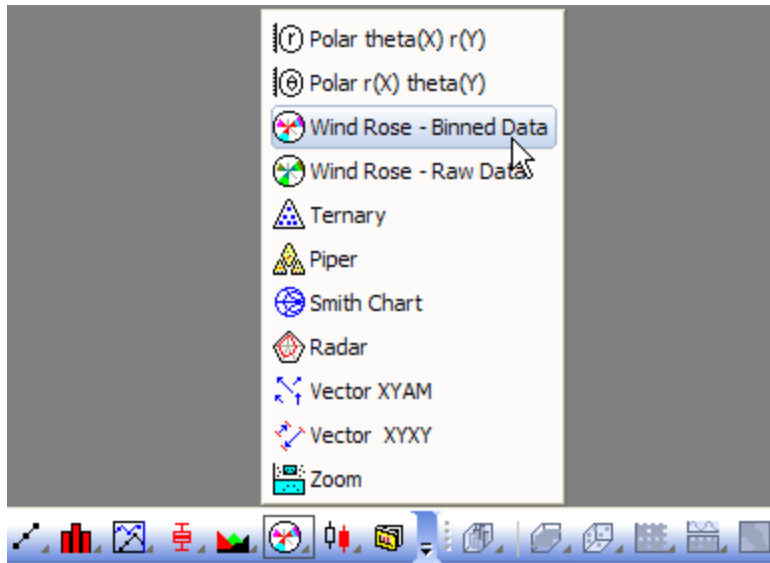 Polar theta(X) r(Y)
Polar r(X) theta(Y)
Wind Rose - Binned Data
Wind Rose - Raw Data
Ternary
Piper
Smith Chart
Radar
Vector XYAM
Vector XYXY
Zoom